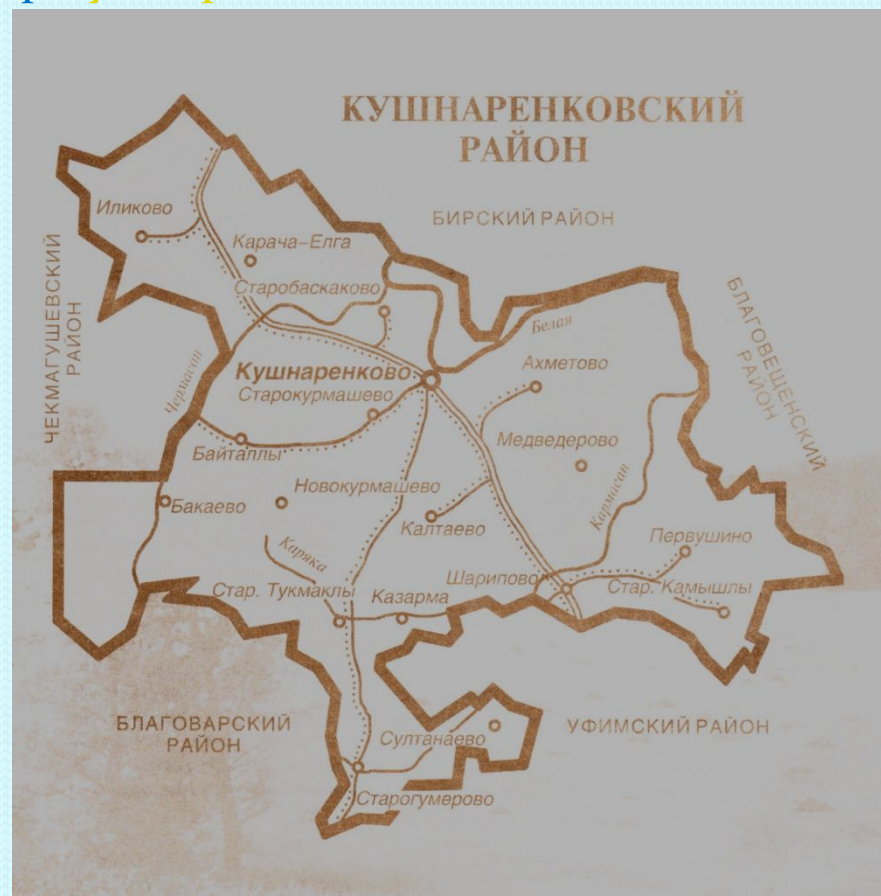 КУШНАРЕНКОВСКИЙ
РАЙОН
БИРСКИЙ РАЙОН
Иликово
Карача-Елга
Старобаскаково
ЧЕКМАГУШЕВСКИЙ
РАЙОН
БЛАГОВЕЩЕНСКИЙ
РАЙОН
Белая
Чермасан
Кушнаренково
Ахметово
Старокурмашево
Медведерово
Байталлы
Новокурмашево
Бакаево
Калтаево
Кармасан
Каряка
Первушино
Шарипово
Стар. Тукмаклы
Казарма
Стар. Камышлы
БЛАГОВАРСКИЙ
РАЙОН
Султанаево
УФИМСКИЙ РАЙОН
Старогумерово